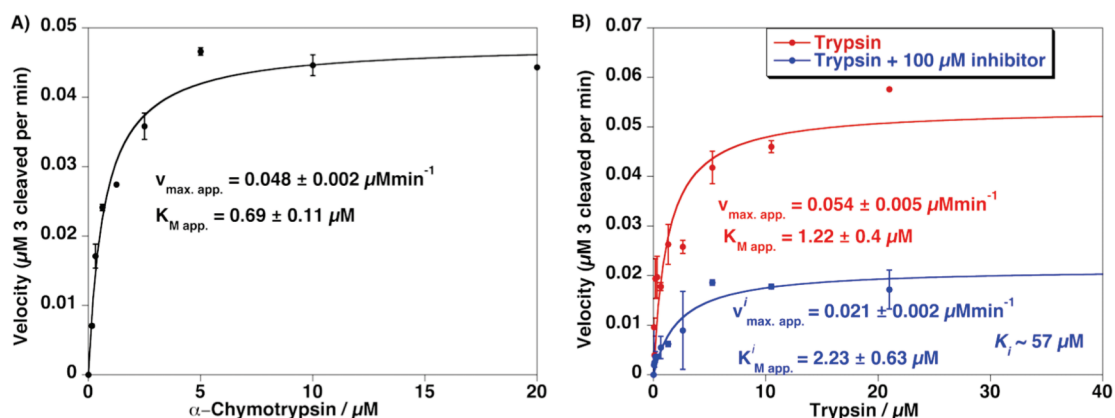 A)
Velocity (µM 3 cleaved per min)
0.05
0.04
0.03
0.02
0.01
0
v max. app. = 0.048 ± 0.002 µMmin⁻¹
K M app. = 0.69 ± 0.11 µM
0 5 10 15 20
α−Chymotrypsin / µM
B)
Velocity (µM 3 cleaved per min)
0.07
0.06
0.05
0.04
0.03
0.02
0.01
0
Trypsin
Trypsin + 100 µM inhibitor
v max. app. = 0.054 ± 0.005 µMmin⁻¹
K M app. = 1.22 ± 0.4 µM
vⁱ max. app. = 0.021 ± 0.002 µMmin⁻¹
Kⁱ M app. = 2.23 ± 0.63 µM
Kᵢ ~ 57 µM
0 10 20 30 40
Trypsin / µM